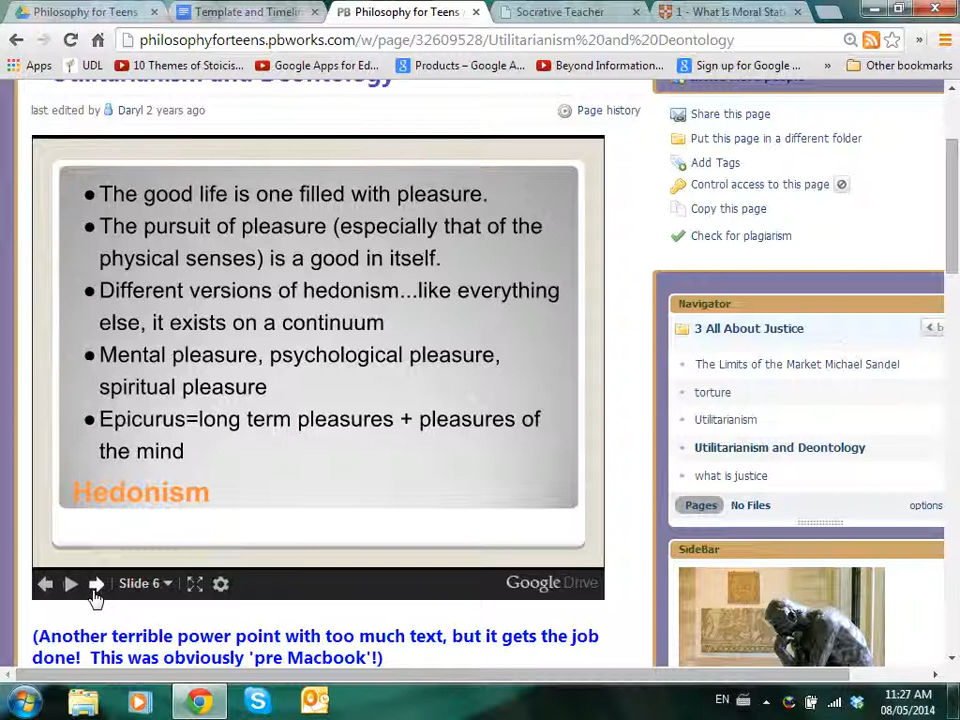 Philosophy for Teens
Template and Timelin
PB Philosophy for Teens /
Socrative Teacher
1 - What Is Moral Stat
philosophyforteens.pbworks.com/w/page/32609528/Utilitarianism%20and%20Deontology
Apps
UDL
10 Themes of Stoicis...
Google Apps for Ed...
Products – Google A...
Beyond Information...
Sign up for Google ...
»
Other bookmarks
Utilitarianism and Deontology
last edited by Daryl 2 years ago
Page history
● The good life is one filled with pleasure.
● The pursuit of pleasure (especially that of the
physical senses) is a good in itself.
● Different versions of hedonism...like everything
else, it exists on a continuum
● Mental pleasure, psychological pleasure,
spiritual pleasure
● Epicurus=long term pleasures + pleasures of
the mind
Hedonism
Slide 6
Google Drive
(Another terrible power point with too much text, but it gets the job
done! This was obviously 'pre Macbook'!)
Share this page
Put this page in a different folder
Add Tags
Control access to this page
Copy this page
Check for plagiarism
Navigator
3 All About Justice
b
The Limits of the Market Michael Sandel
torture
Utilitarianism
Utilitarianism and Deontology
what is justice
Pages
No Files
options
SideBar
EN
11:27 AM
08/05/2014